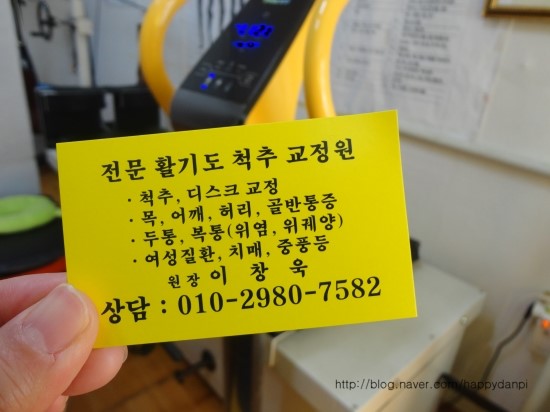 전문 활기도 척추 교정원
· 척추, 디스크 교정
· 목, 어깨, 허리, 골반통증
· 두통, 복통(위염, 위궤양)
· 여성질환, 치매, 중풍등
원장 이 창 욱
상담 : 010-2980-7582
http://blog.naver.com/happydanpi